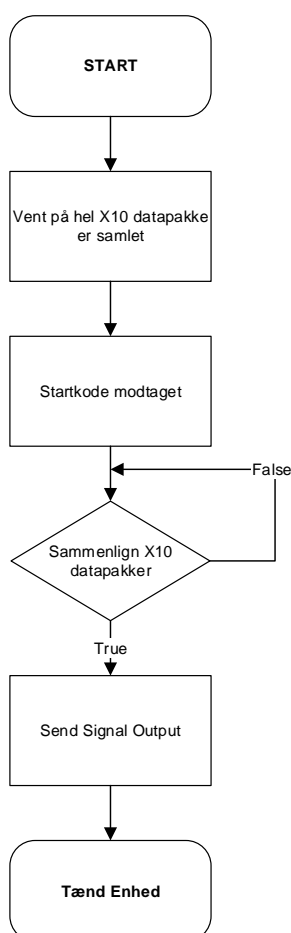 START
Vent på hel X10 datapakke
er samlet
Startkode modtaget
False
Sammenlign X10
datapakker
True
Send Signal Output
Tænd Enhed